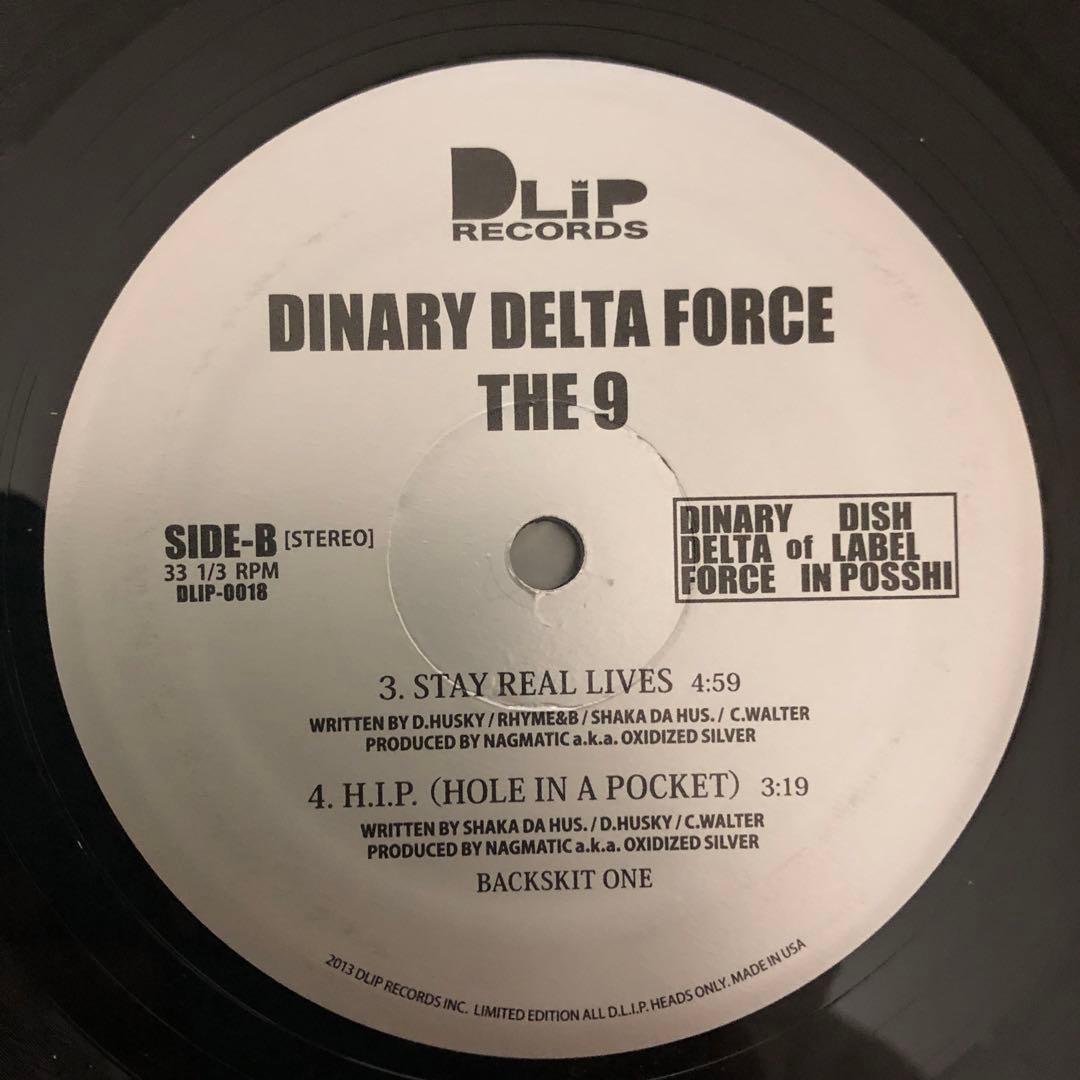 DLiP
RECORDS
DINARY DELTA FORCE
THE 9
SIDE-B [STEREO]
33 1/3 RPM
DLIP-0018
DINARY DISH
DELTA of LABEL
FORCE IN POSSHI
3. STAY REAL LIVES 4:59
WRITTEN BY D.HUSKY / RHYME&B / SHAKA DA HUS. / C.WALTER
PRODUCED BY NAGMATIC a.k.a. OXIDIZED SILVER
4. H.I.P. (HOLE IN A POCKET) 3:19
WRITTEN BY SHAKA DA HUS. / D.HUSKY / C.WALTER
PRODUCED BY NAGMATIC a.k.a. OXIDIZED SILVER
BACKSKIT ONE
2013 DLIP RECORDS INC. LIMITED EDITION ALL D.L.I.P. HEADS ONLY. MADE IN USA